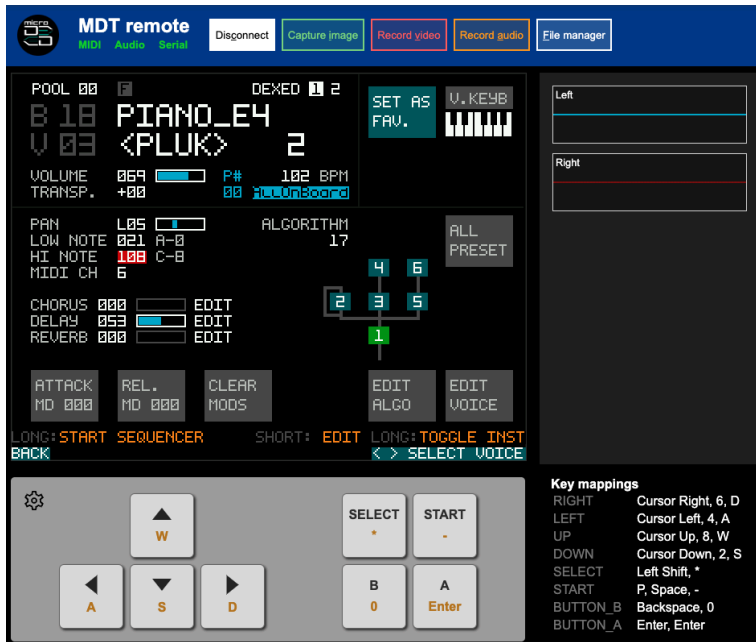 micro
DEXED
MDT remote
MIDI Audio Serial
Disconnect
Capture image
Record video
Record audio
File manager
POOL 00 F DEXED 1 2
B 18 PIANO_E4
V 03 <PLUK> 2
SET AS FAV.
V.KEYB
VOLUME 069 P# 102 BPM
TRANSP. +00 00 AllOnBoard
PAN L05 ALGORITHM
LOW NOTE 021 A-0 17
HI NOTE 108 C-8
MIDI CH 6
ALL PRESET
4 6
2 3 5
1
CHORUS 000 EDIT
DELAY 053 EDIT
REVERB 000 EDIT
ATTACK MD 000
REL. MD 000
CLEAR MODS
EDIT ALGO
EDIT VOICE
LONG:START SEQUENCER SHORT: EDIT LONG:TOGGLE INST
BACK < > SELECT VOICE
Left
Right
W
A
S
D
SELECT
*
START
-
B
0
A
Enter
Key mappings
RIGHT Cursor Right, 6, D
LEFT Cursor Left, 4, A
UP Cursor Up, 8, W
DOWN Cursor Down, 2, S
SELECT Left Shift, *
START P, Space, -
BUTTON_B Backspace, 0
BUTTON_A Enter, Enter